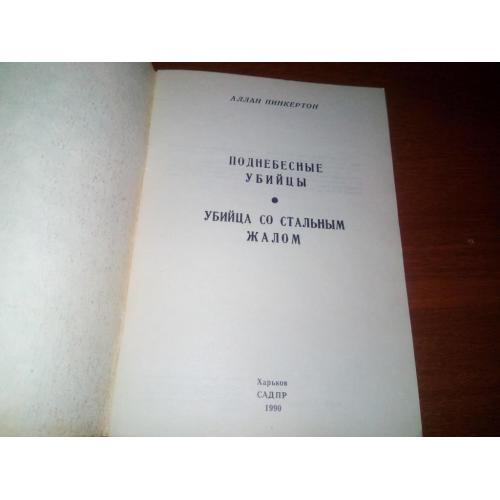 АЛЛАН ПИНКЕРТОН
ПОДНЕБЕСНЫЕ
УБИЙЦЫ
●
УБИЙЦА СО СТАЛЬНЫМ
ЖАЛОМ
Харьков
САДПР
1990